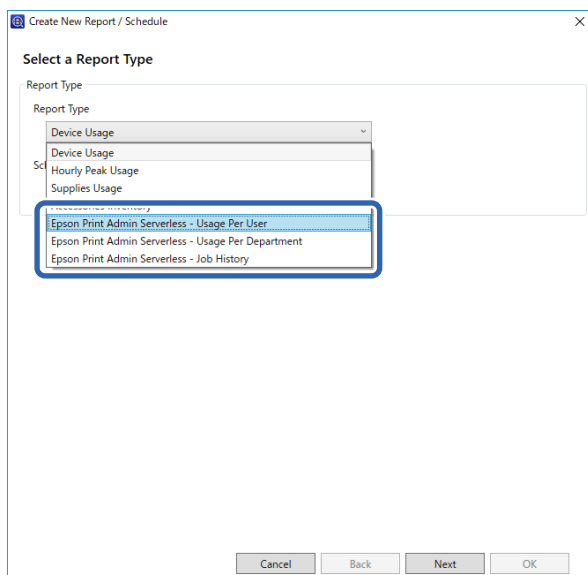 Create New Report / Schedule
Select a Report Type
Report Type
Report Type
Device Usage
Device Usage
Hourly Peak Usage
Supplies Usage
Accessories Inventory
Epson Print Admin Serverless - Usage Per User
Epson Print Admin Serverless - Usage Per Department
Epson Print Admin Serverless - Job History
Cancel
Back
Next
OK